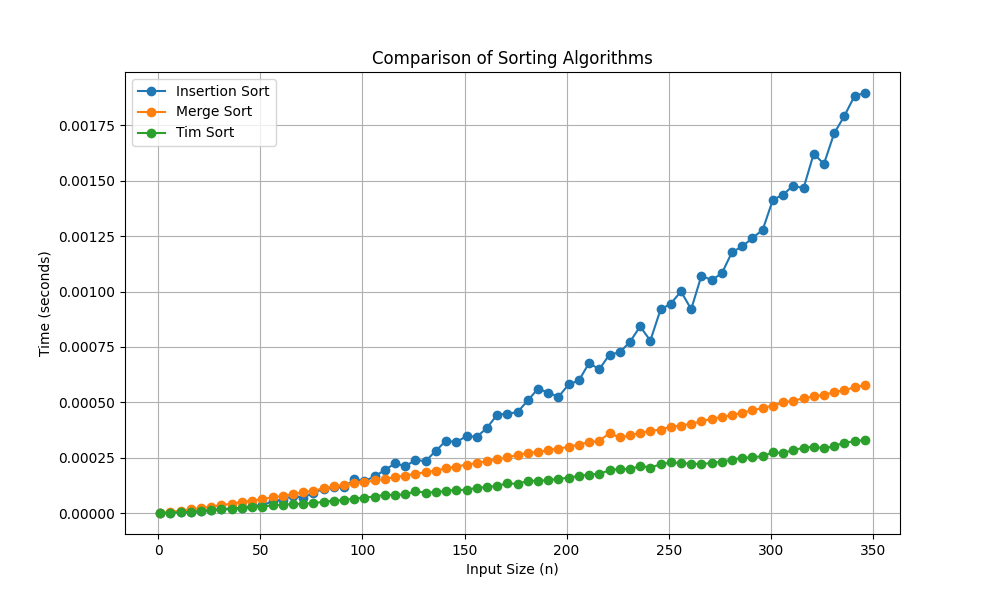 Comparison of Sorting Algorithms
Insertion Sort
Merge Sort
Tim Sort
0.00175
0.00150
0.00125
0.00100
0.00075
0.00050
0.00025
0.00000
Time (seconds)
0 50 100 150 200 250 300 350
Input Size (n)